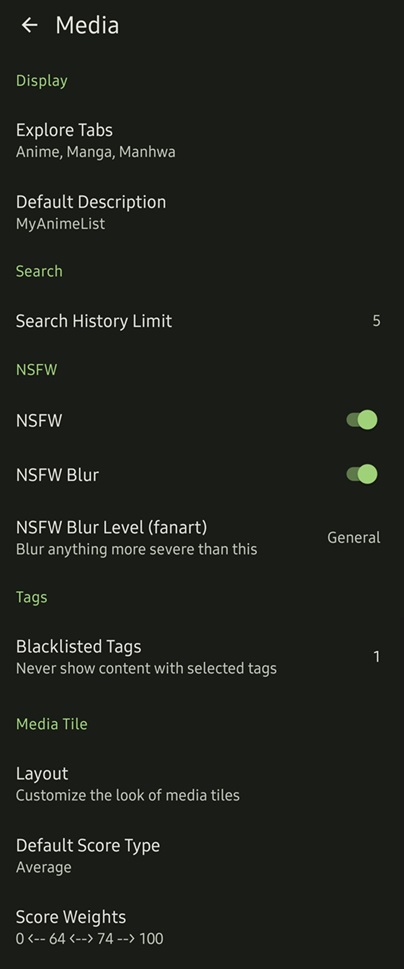 Media
Display
Explore Tabs
Anime, Manga, Manhwa
Default Description
MyAnimeList
Search
Search History Limit 5
NSFW
NSFW
NSFW Blur
NSFW Blur Level (fanart)
Blur anything more severe than this
General
Tags
Blacklisted Tags
Never show content with selected tags
1
Media Tile
Layout
Customize the look of media tiles
Default Score Type
Average
Score Weights
0 <-- 64 <--> 74 --> 100